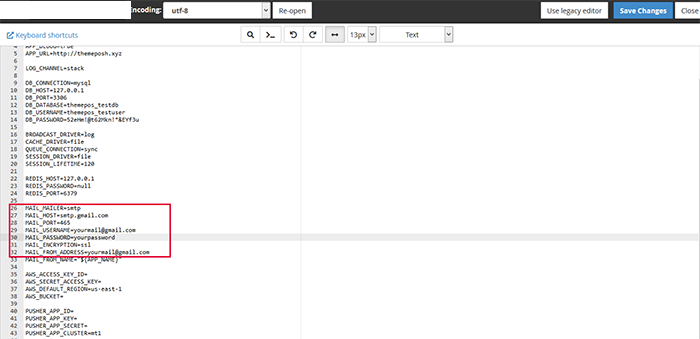 Encoding: utf-8 Re-open Use legacy editor Save Changes Close
Keyboard shortcuts 13px Text
4 APP_DEBUG=true
5 APP_URL=http://themeposh.xyz
6
7 LOG_CHANNEL=stack
8
9 DB_CONNECTION=mysql
10 DB_HOST=127.0.0.1
11 DB_PORT=3306
12 DB_DATABASE=themepos_testdb
13 DB_USERNAME=themepos_testuser
14 DB_PASSWORD=52eHm!@t62Mkn!"&EYf3u
15
16 BROADCAST_DRIVER=log
17 CACHE_DRIVER=file
18 QUEUE_CONNECTION=sync
19 SESSION_DRIVER=file
20 SESSION_LIFETIME=120
21
22 REDIS_HOST=127.0.0.1
23 REDIS_PASSWORD=null
24 REDIS_PORT=6379
25
26 MAIL_MAILER=smtp
27 MAIL_HOST=smtp.gmail.com
28 MAIL_PORT=465
29 MAIL_USERNAME=yourmail@gmail.com
30 MAIL_PASSWORD=yourpassword
31 MAIL_ENCRYPTION=ssl
32 MAIL_FROM_ADDRESS=yourmail@gmail.com
33 MAIL_FROM_NAME="${APP_NAME}"
34
35 AWS_ACCESS_KEY_ID=
36 AWS_SECRET_ACCESS_KEY=
37 AWS_DEFAULT_REGION=us-east-1
38 AWS_BUCKET=
39
40 PUSHER_APP_ID=
41 PUSHER_APP_KEY=
42 PUSHER_APP_SECRET=
43 PUSHER_APP_CLUSTER=mt1